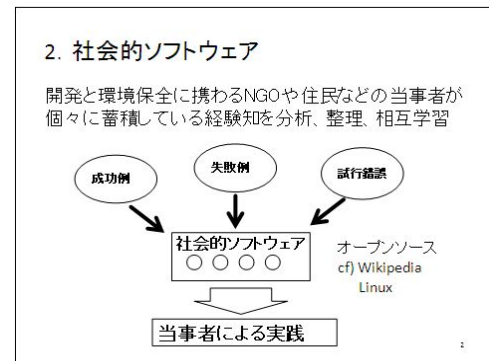 2. 社会的ソフトウェア
開発と環境保全に携わるNGOや住民などの当事者が
個々に蓄積している経験知を分析、整理、相互学習
成功例
失敗例
試行錯誤
社会的ソフトウェア
○ ○ ○ ○
オープンソース
cf) Wikipedia
Linux
当事者による実践
2